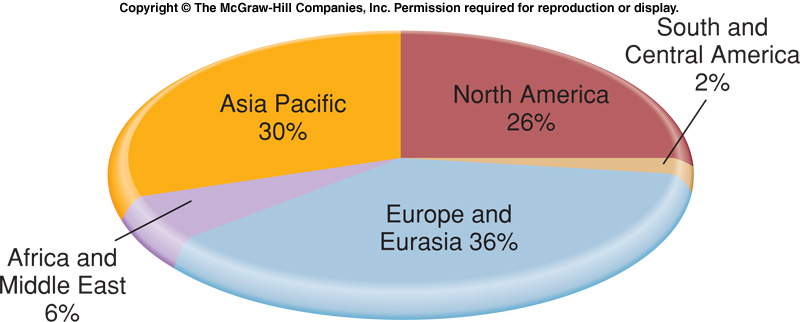 Copyright © The McGraw-Hill Companies, Inc. Permission required for reproduction or display.
South and
Central America
2%
Asia Pacific
30%
North America
26%
Europe and
Eurasia 36%
Africa and
Middle East
6%